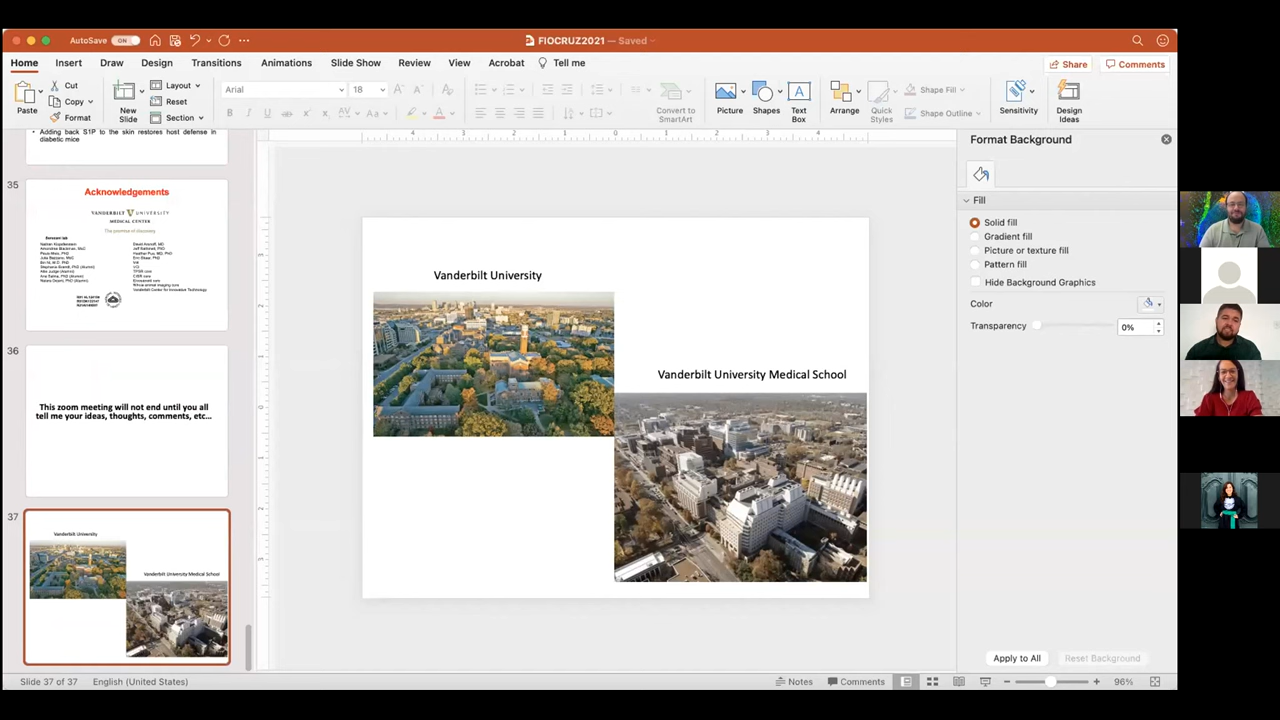 AutoSave ON
FIOCRUZ2021 — Saved
Home Insert Draw Design Transitions Animations Slide Show Review View Acrobat Tell me
Share Comments
Paste
Cut
Copy
Format
New
Slide
Layout
Reset
Section
Arial 18
Convert to
SmartArt
Picture
Shapes
Text
Box
Arrange
Quick
Styles
Shape Fill
Shape Outline
Sensitivity
Design
Ideas
• Adding back S1P to the skin restores host defense in
diabetic mice
35
Acknowledgements
VANDERBILT UNIVERSITY
MEDICAL CENTER
The promise of discovery
36
This zoom meeting will not end until you all
tell me your ideas, thoughts, comments, etc...
37
Vanderbilt University
Vanderbilt University Medical School
Vanderbilt University
Vanderbilt University Medical School
Format Background
Fill
Solid fill
Gradient fill
Picture or texture fill
Pattern fill
Hide Background Graphics
Color
Transparency 0%
Apply to All Reset Background
Slide 37 of 37 English (United States)
Notes Comments 96%